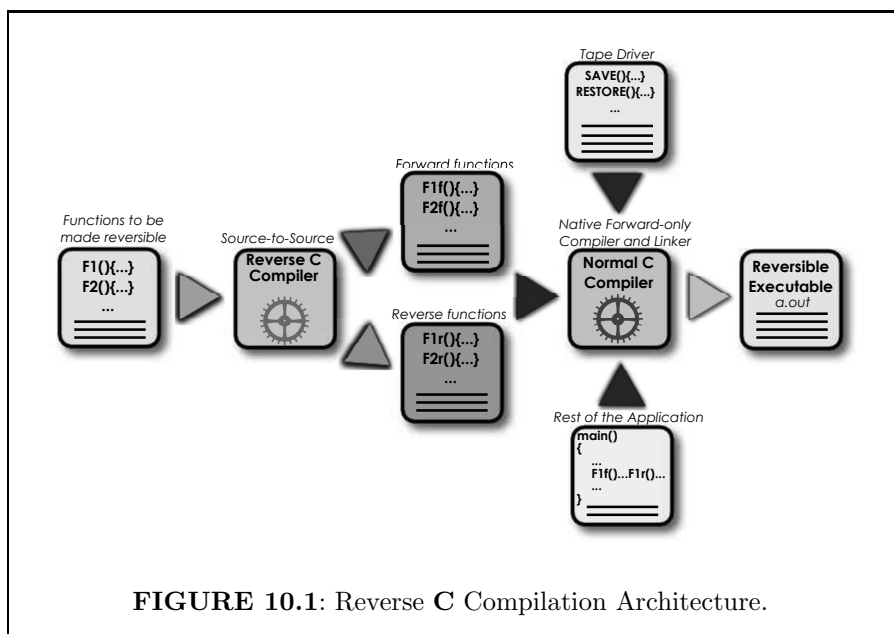 Functions to be
made reversible
F1(){...}
F2(){...}
...
Source-to-Source
Reverse C
Compiler
Forward functions
F1f(){...}
F2f(){...}
...
Reverse functions
F1r(){...}
F2r(){...}
...
Tape Driver
SAVE(){...}
RESTORE(){...}
...
Native Forward-only
Compiler and Linker
Normal C
Compiler
Rest of the Application
main()
{
...
F1f()...F1r()...
...
}
Reversible
Executable
a.out
FIGURE 10.1: Reverse C Compilation Architecture.